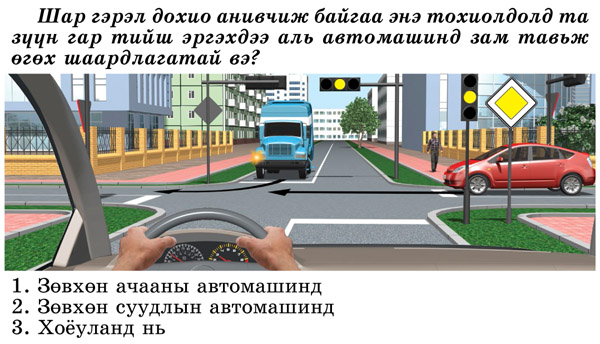 Шар гэрэл дохио анивчиж байгаа энэ тохиолдолд та
зүүн гар тийш эргэхдээ аль автомашинд зам тавьж
өгөх шаардлагатай вэ?
1. Зөвхөн ачааны автомашинд
2. Зөвхөн суудлын автомашинд
3. Хоёуланд нь